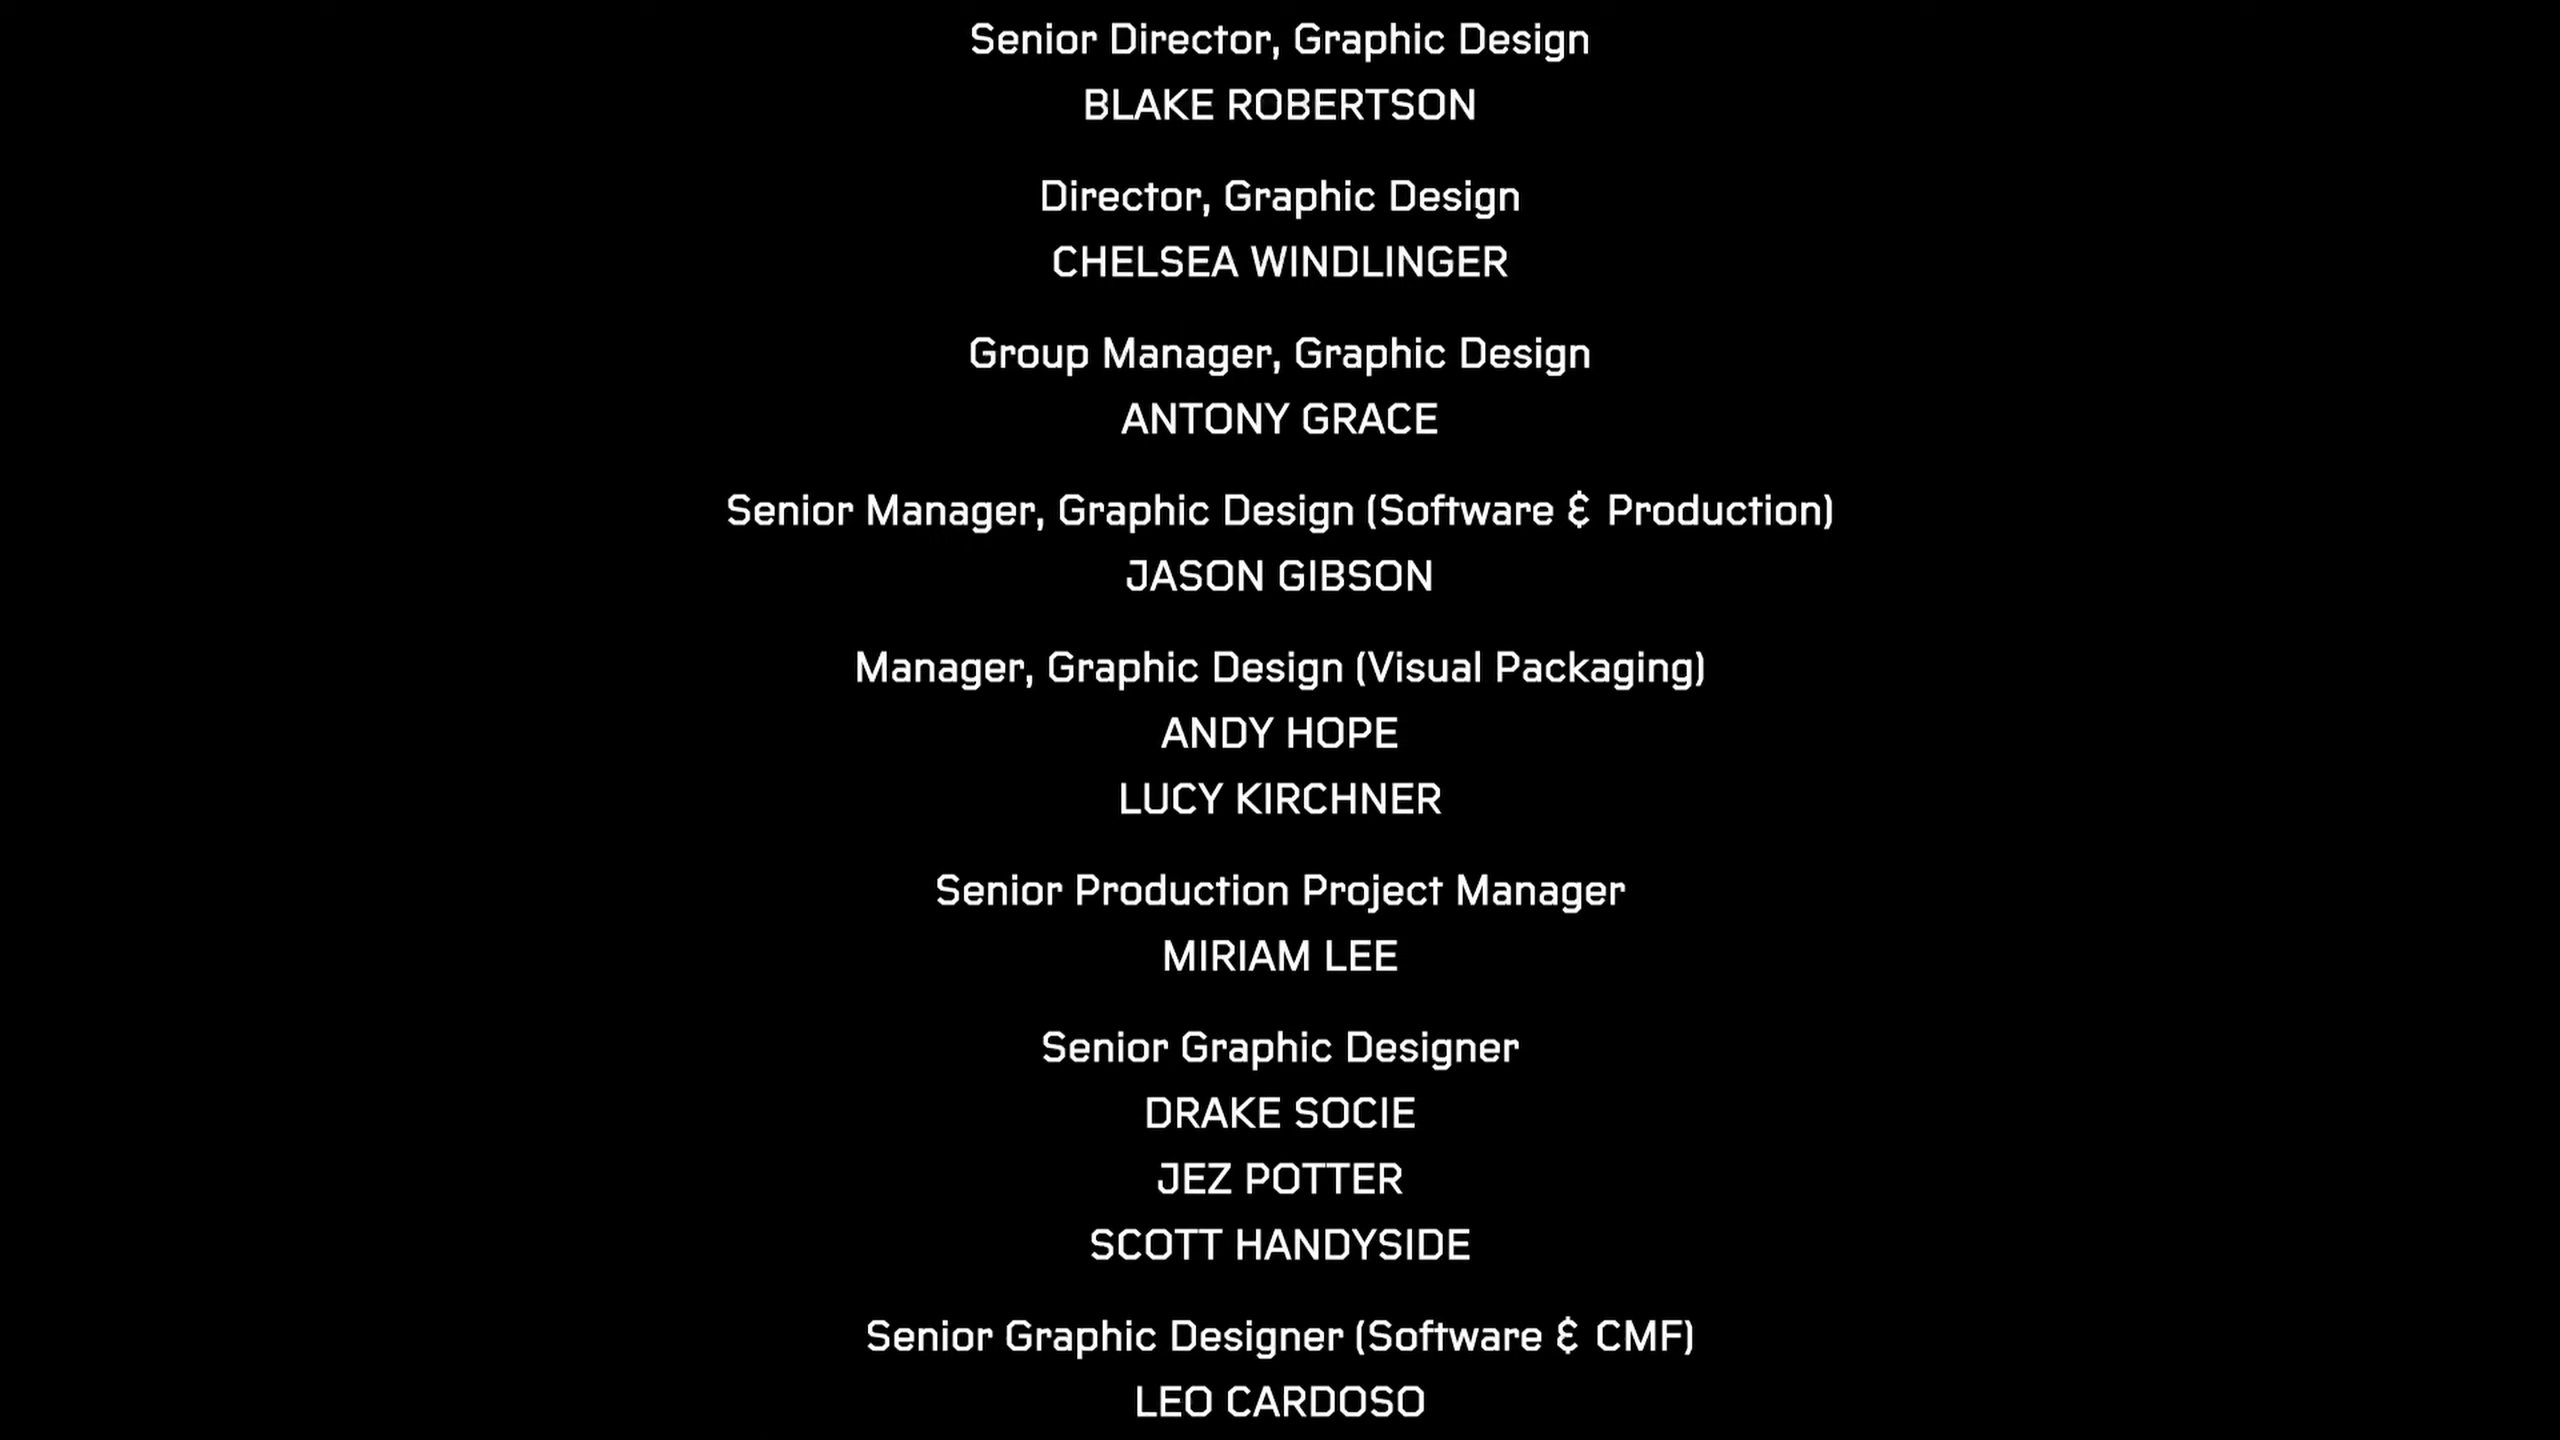 Senior Director, Graphic Design
BLAKE ROBERTSON
Director, Graphic Design
CHELSEA WINDLINGER
Group Manager, Graphic Design
ANTONY GRACE
Senior Manager, Graphic Design (Software & Production)
JASON GIBSON
Manager, Graphic Design (Visual Packaging)
ANDY HOPE
LUCY KIRCHNER
Senior Production Project Manager
MIRIAM LEE
Senior Graphic Designer
DRAKE SOCIE
JEZ POTTER
SCOTT HANDYSIDE
Senior Graphic Designer (Software & CMF)
LEO CARDOSO